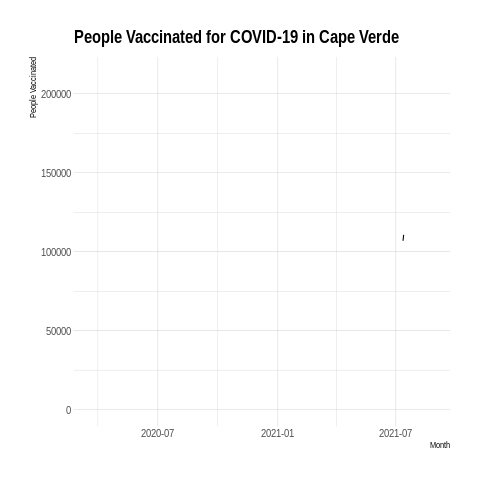 People Vaccinated for COVID-19 in Cape Verde
People Vaccinated
200000
150000
100000
50000
0
2020-07 2021-01 2021-07
Month